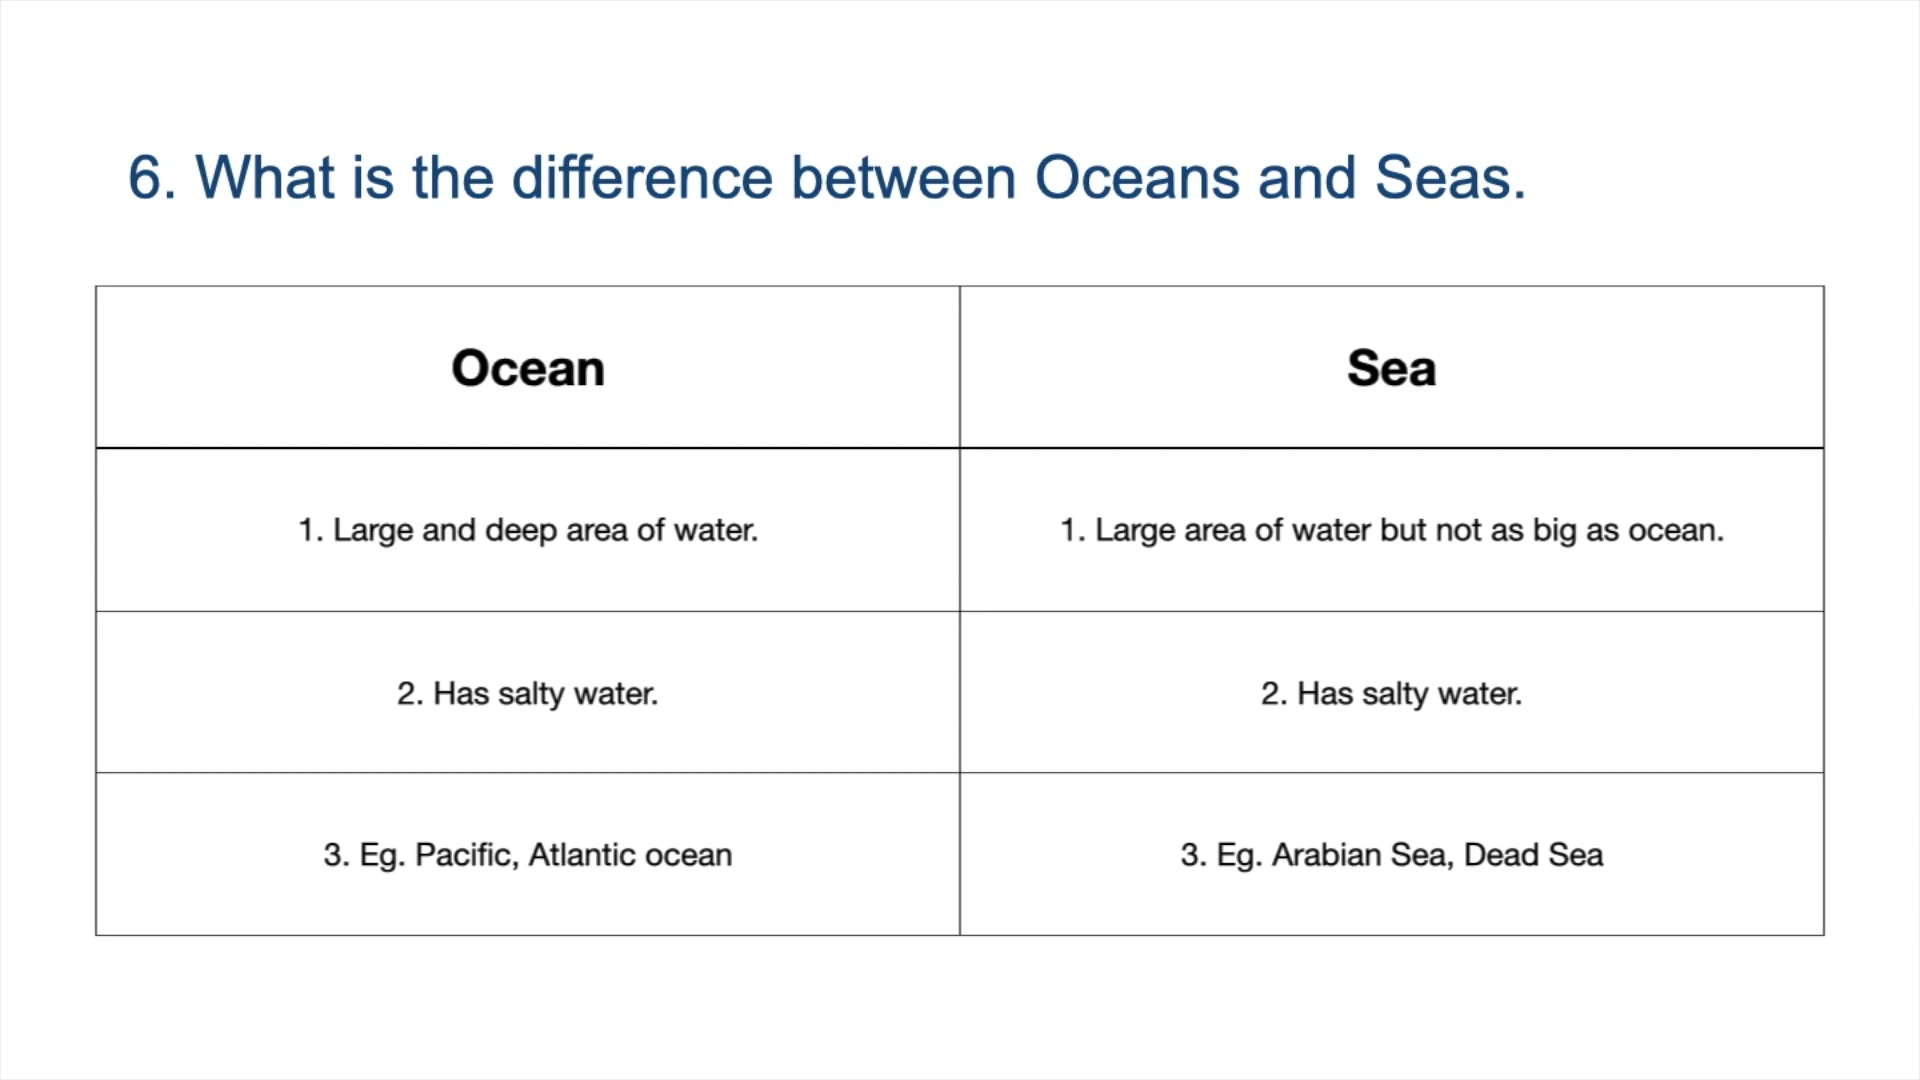 6. What is the difference between Oceans and Seas.
Ocean
Sea
1. Large and deep area of water.
1. Large area of water but not as big as ocean.
2. Has salty water.
2. Has salty water.
3. Eg. Pacific, Atlantic ocean
3. Eg. Arabian Sea, Dead Sea